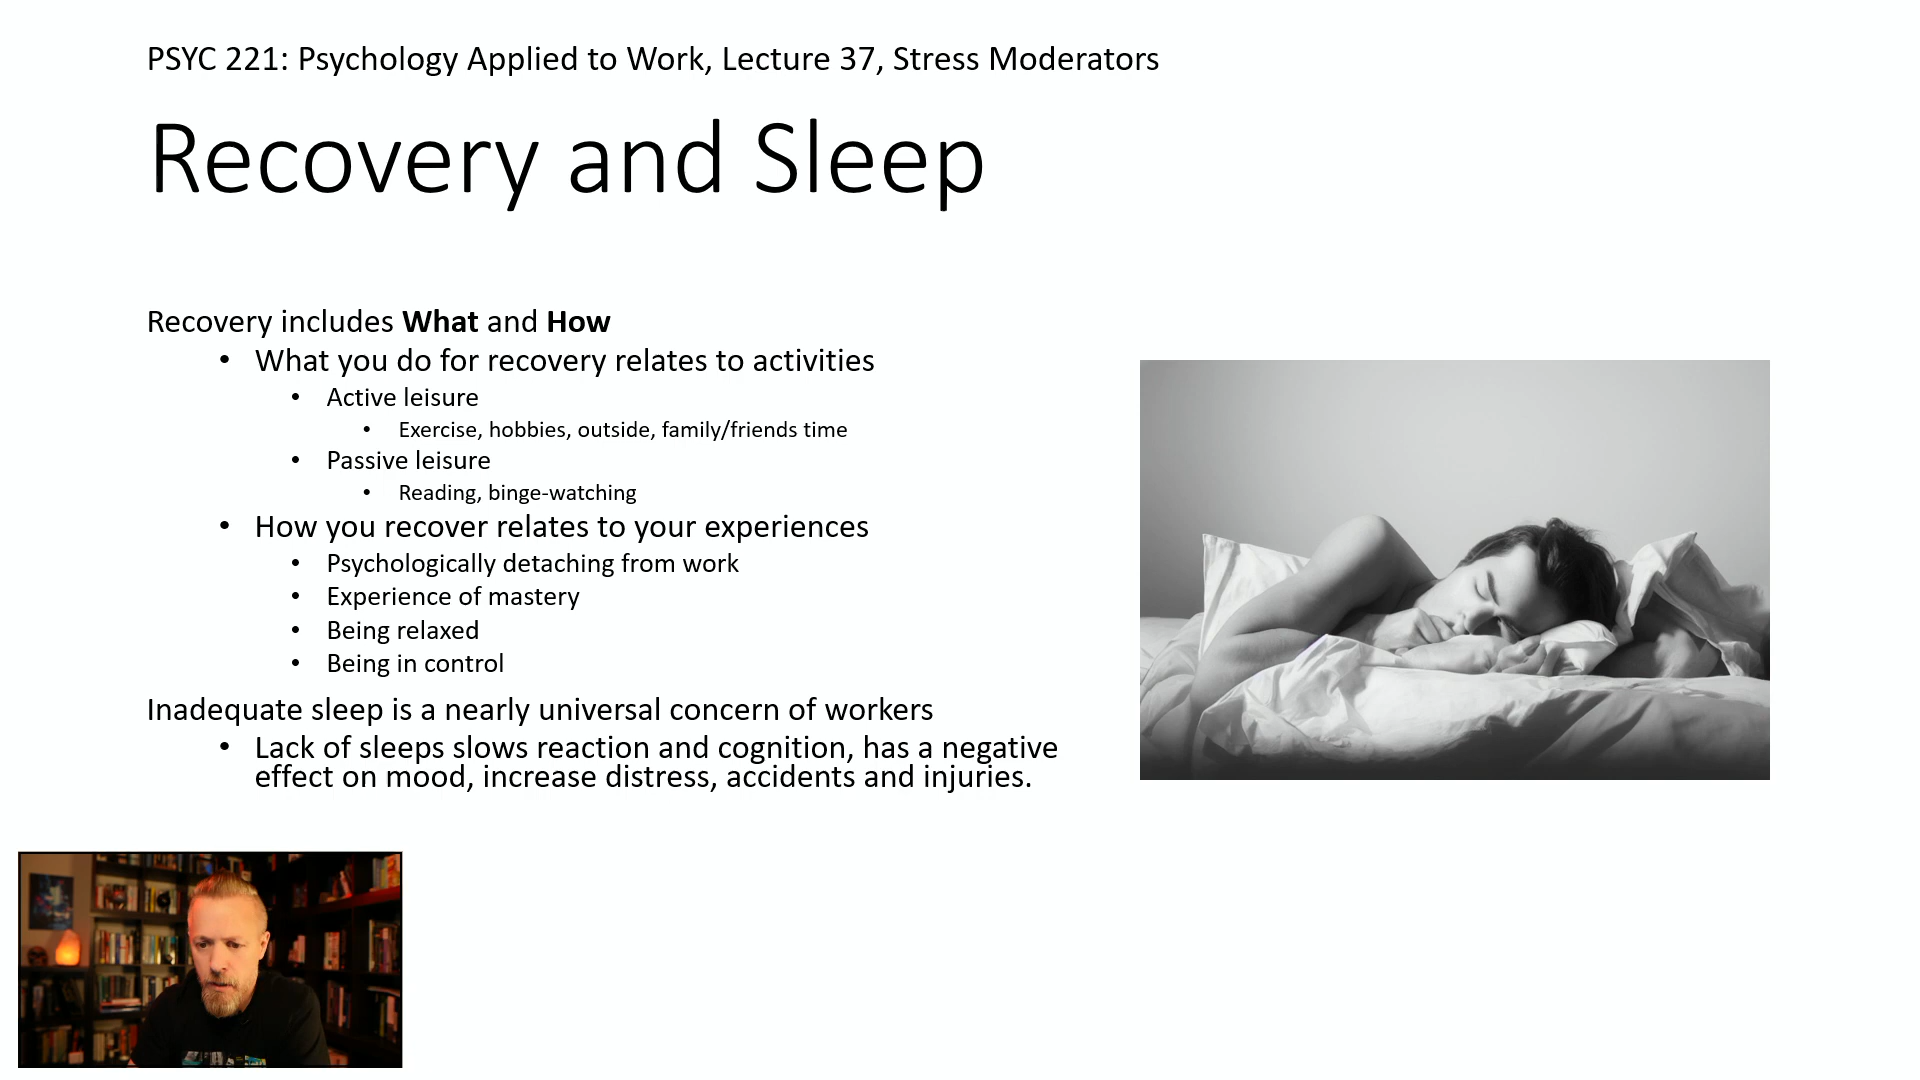 PSYC 221: Psychology Applied to Work, Lecture 37, Stress Moderators
Recovery and Sleep
Recovery includes What and How
• What you do for recovery relates to activities
• Active leisure
• Exercise, hobbies, outside, family/friends time
• Passive leisure
• Reading, binge-watching
• How you recover relates to your experiences
• Psychologically detaching from work
• Experience of mastery
• Being relaxed
• Being in control
Inadequate sleep is a nearly universal concern of workers
• Lack of sleeps slows reaction and cognition, has a negative
effect on mood, increase distress, accidents and injuries.